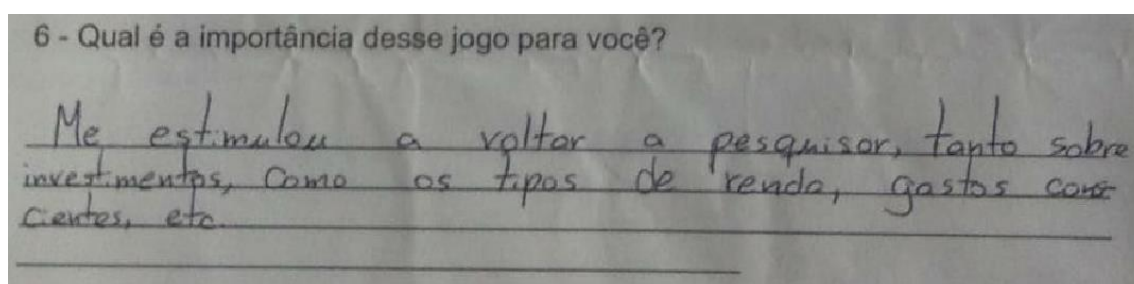 6 - Qual é a importância desse jogo para você?
Me estimulou a voltar a pesquisar, tanto sobre
investimentos, como os tipos de renda, gastos cons
cientes, etc.